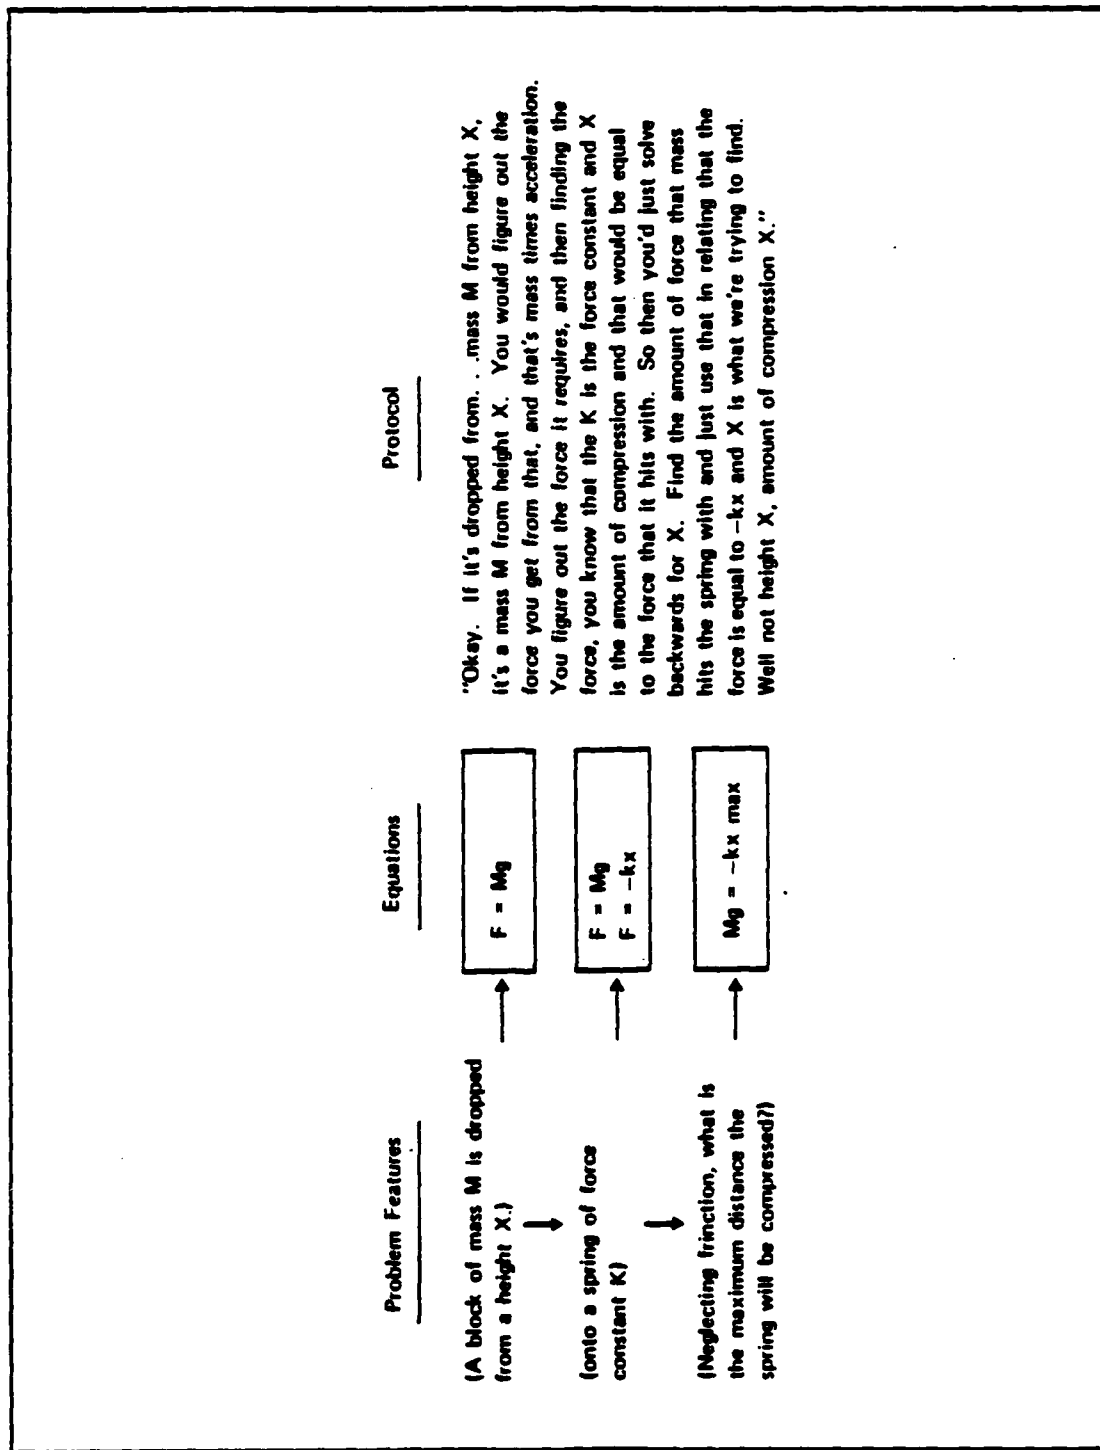 Problem Features
(A block of mass M is dropped
from a height X.)
(onto a spring of force
constant K)
(Neglecting frinction, what is
the maximum distance the
spring will be compressed?)
Equations
F = Mg
F = Mg
F = -kx
Mg = -kx max
Protocol
"Okay. If it's dropped from. . .mass M from height X,
it's a mass M from height X. You would figure out the
force you get from that, and that's mass times acceleration.
You figure out the force it requires, and then finding the
force, you know that the K is the force constant and X
is the amount of compression and that would be equal
to the force that it hits with. So then you'd just solve
backwards for X. Find the amount of force that mass
hits the spring with and just use that in relating that the
force is equal to -kx and X is what we're trying to find.
Well not height X, amount of compression X."